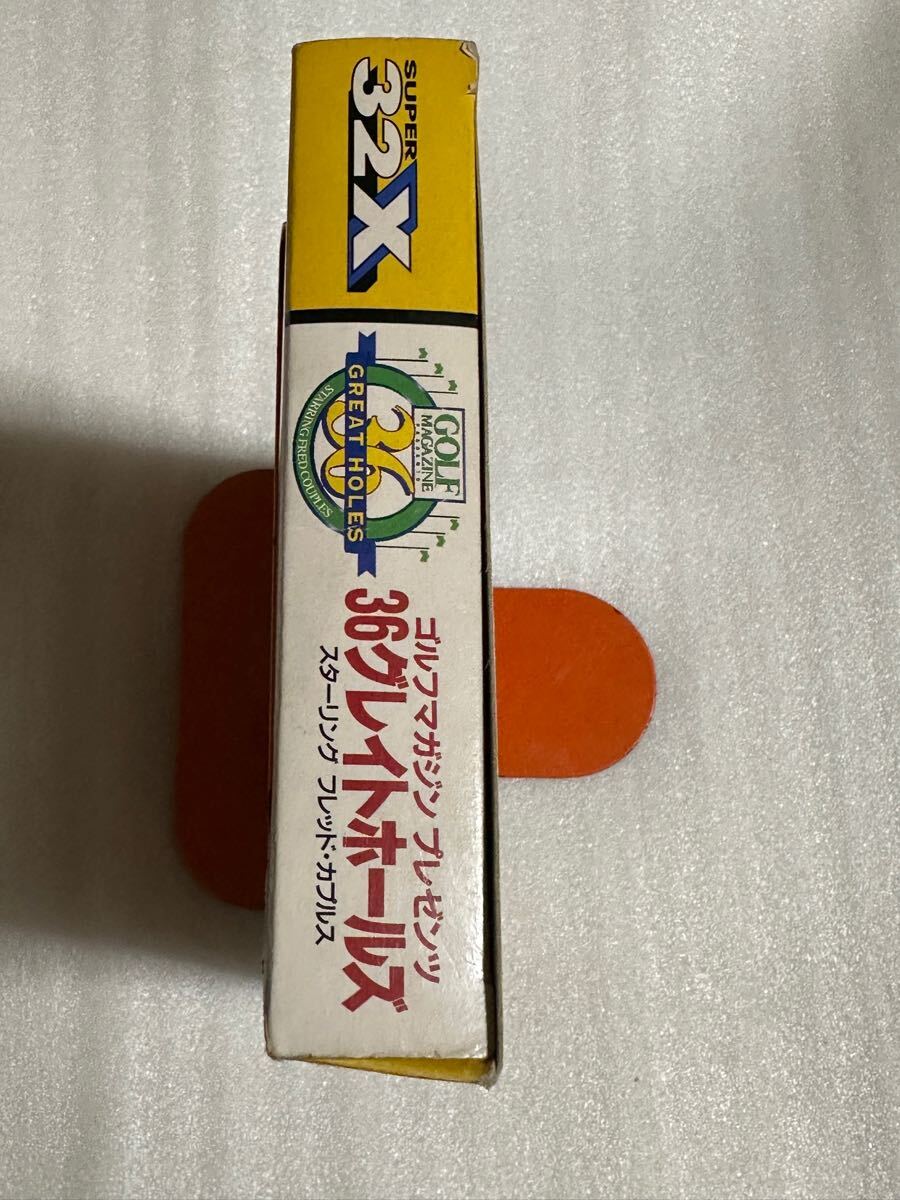 SUPER
32X
GOLF
MAGAZINE
PRESENTS
36
GREAT HOLES
STARRING FRED COUPLES
ゴルフマガジン プレゼンツ
36グレイトホールズ
スターリング フレッド・カプルス